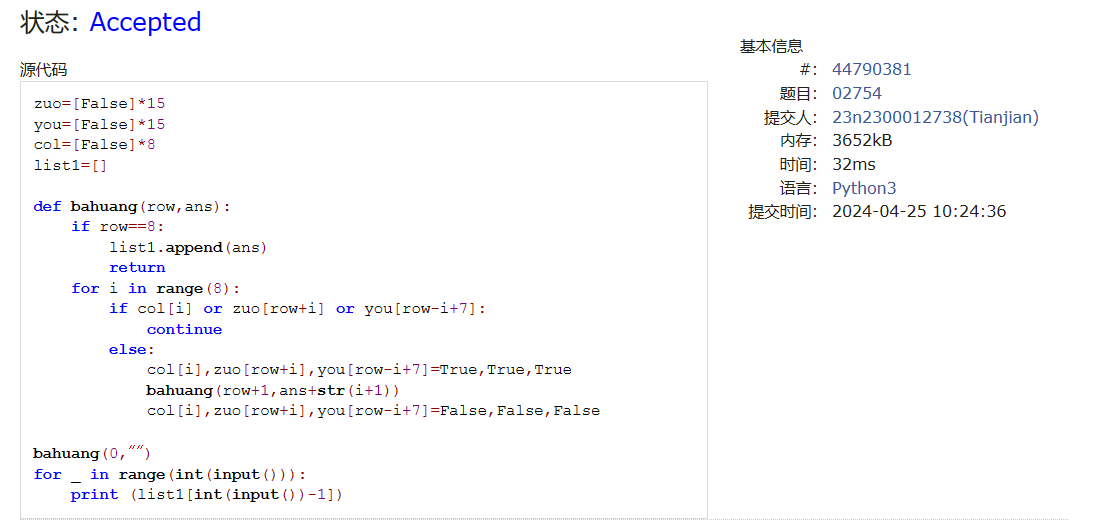 状态: Accepted
源代码
zuo=[False]*15
you=[False]*15
col=[False]*8
list1=[]

def bahuang(row,ans):
    if row==8:
        list1.append(ans)
        return
    for i in range(8):
        if col[i] or zuo[row+i] or you[row-i+7]:
            continue
        else:
            col[i],zuo[row+i],you[row-i+7]=True,True,True
            bahuang(row+1,ans+str(i+1))
            col[i],zuo[row+i],you[row-i+7]=False,False,False

bahuang(0,"")
for _ in range(int(input())):
    print (list1[int(input())-1])
基本信息
#: 44790381
题目: 02754
提交人: 23n2300012738(Tianjian)
内存: 3652kB
时间: 32ms
语言: Python3
提交时间: 2024-04-25 10:24:36